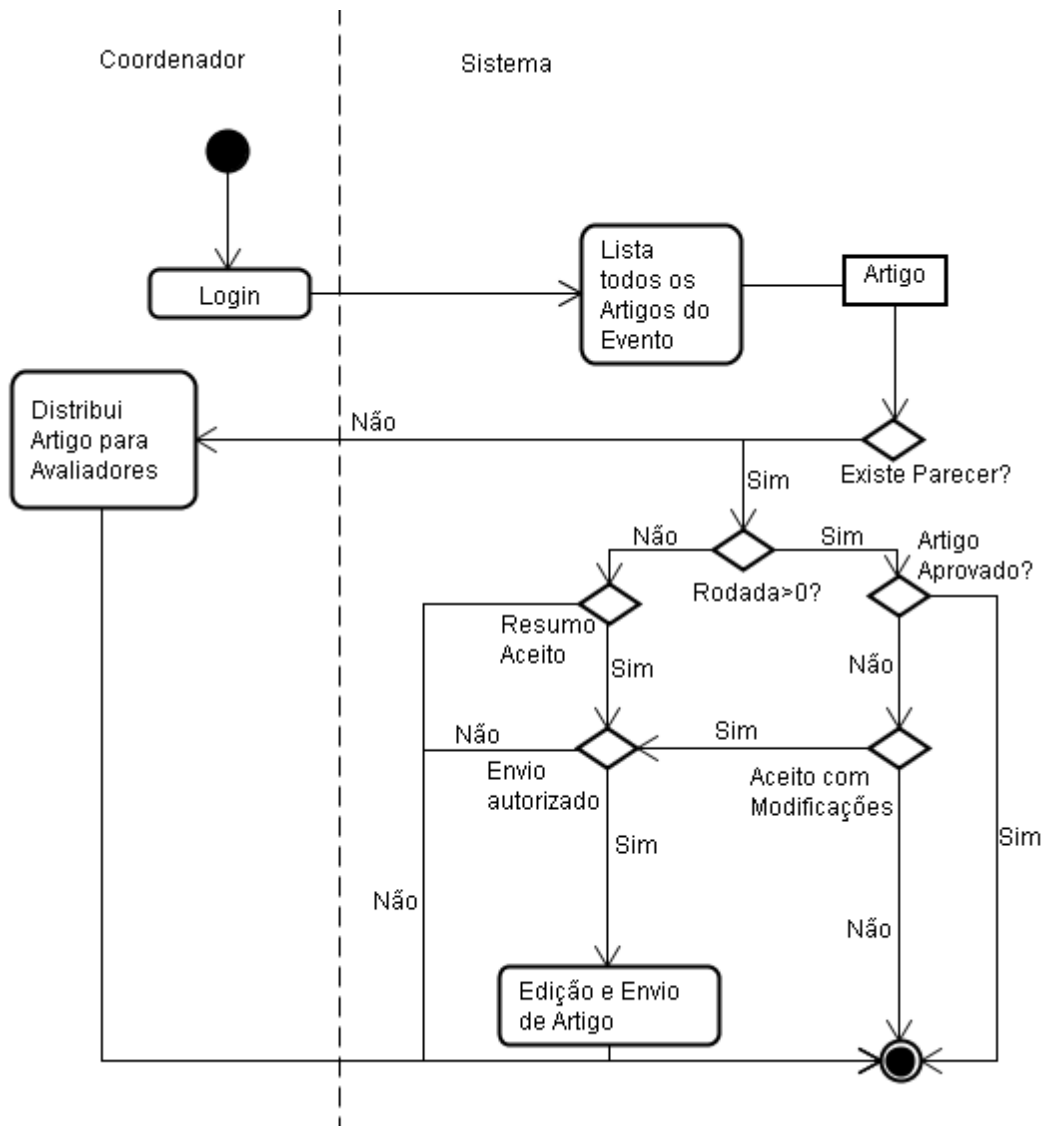 Coordenador
Sistema
Lista
todos os
Artigos do
Evento
Artigo
Login
Distribui
Artigo para
Avaliadores
Não
Existe Parecer?
Sim
Não
Sim
Artigo
Aprovado?
Rodada>0?
Resumo
Aceito
Sim
Não
Não
Sim
Envio
autorizado
Aceito com
Modificações
Sim
Sim
Não
Não
Edição e Envio
de Artigo